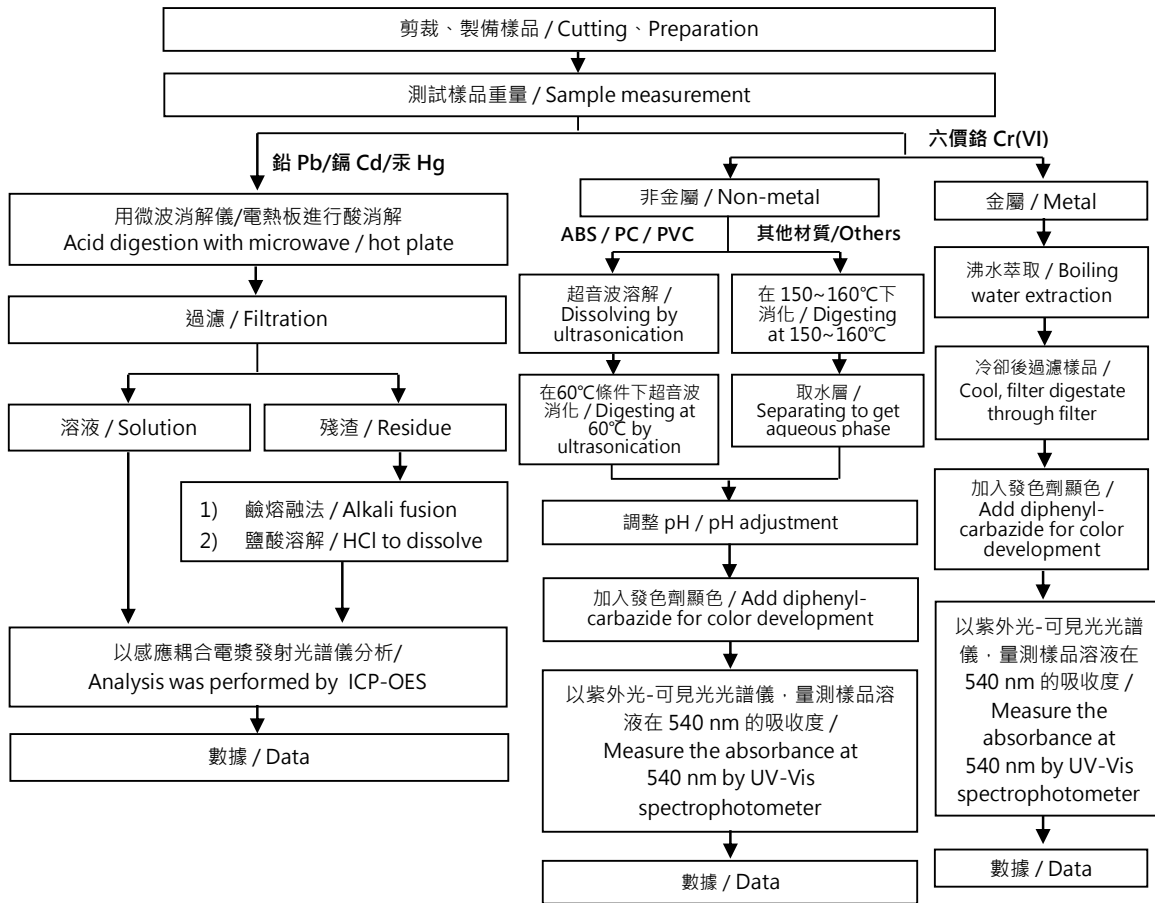 剪裁、製備樣品 / Cutting、Preparation
測試樣品重量 / Sample measurement
鉛 Pb/鎘 Cd/汞 Hg
六價鉻 Cr(VI)
用微波消解儀/電熱板進行酸消解
Acid digestion with microwave / hot plate
過濾 / Filtration
溶液 / Solution
殘渣 / Residue
1) 鹼熔融法 / Alkali fusion
2) 鹽酸溶解 / HCl to dissolve
以感應耦合電漿發射光譜儀分析/
Analysis was performed by ICP-OES
數據 / Data
非金屬 / Non-metal
ABS / PC / PVC
其他材質/Others
超音波溶解 /
Dissolving by
ultrasonication
在60℃條件下超音波
消化 / Digesting at
60℃ by
ultrasonication
在 150~160℃下
消化 / Digesting
at 150~160℃
取水層 /
Separating to get
aqueous phase
調整 pH / pH adjustment
加入發色劑顯色 / Add diphenyl-
carbazide for color development
以紫外光-可見光光譜儀，量測樣品溶
液在 540 nm 的吸收度 /
Measure the absorbance at
540 nm by UV-Vis
spectrophotometer
數據 / Data
金屬 / Metal
沸水萃取 / Boiling
water extraction
冷卻後過濾樣品 /
Cool, filter digestate
through filter
加入發色劑顯色 /
Add diphenyl-
carbazide for color
development
以紫外光-可見光光譜
儀，量測樣品溶液在
540 nm 的吸收度 /
Measure the
absorbance at
540 nm by UV-Vis
spectrophotometer
數據 / Data